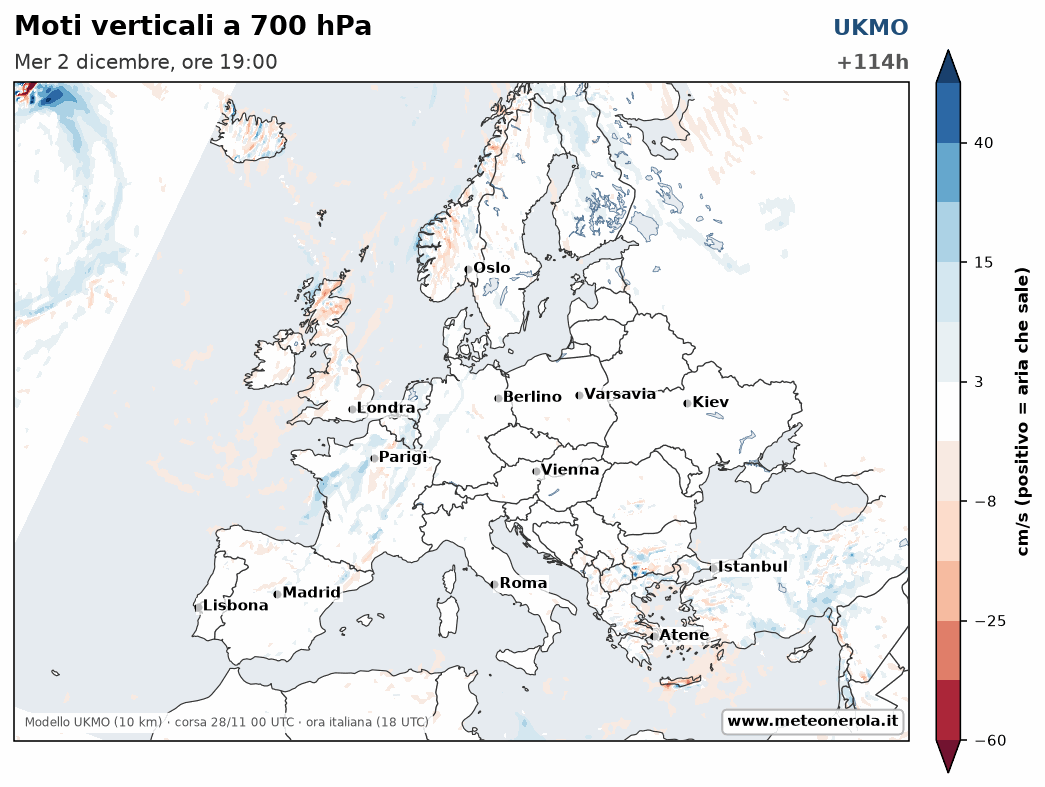 Moti verticali a 700 hPa
UKMO
Mer 2 dicembre, ore 19:00
+114h
Oslo
Londra
Berlino
Varsavia
Kiev
Parigi
Vienna
Istanbul
Roma
Madrid
Lisbona
Atene
Modello UKMO (10 km) · corsa 28/11 00 UTC · ora italiana (18 UTC)
www.meteonerola.it
40
15
3
−8
−25
−60
cm/s (positivo = aria che sale)